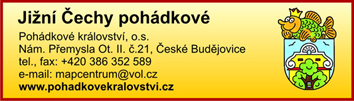 Jižní Čechy pohádkové
Pohádkové království, o.s.
Nám. Přemysla Ot. II. č.21, České Budějovice
tel., fax: +420 386 352 589
e-mail: mapcentrum@vol.cz
www.pohadkovekralovstvi.cz